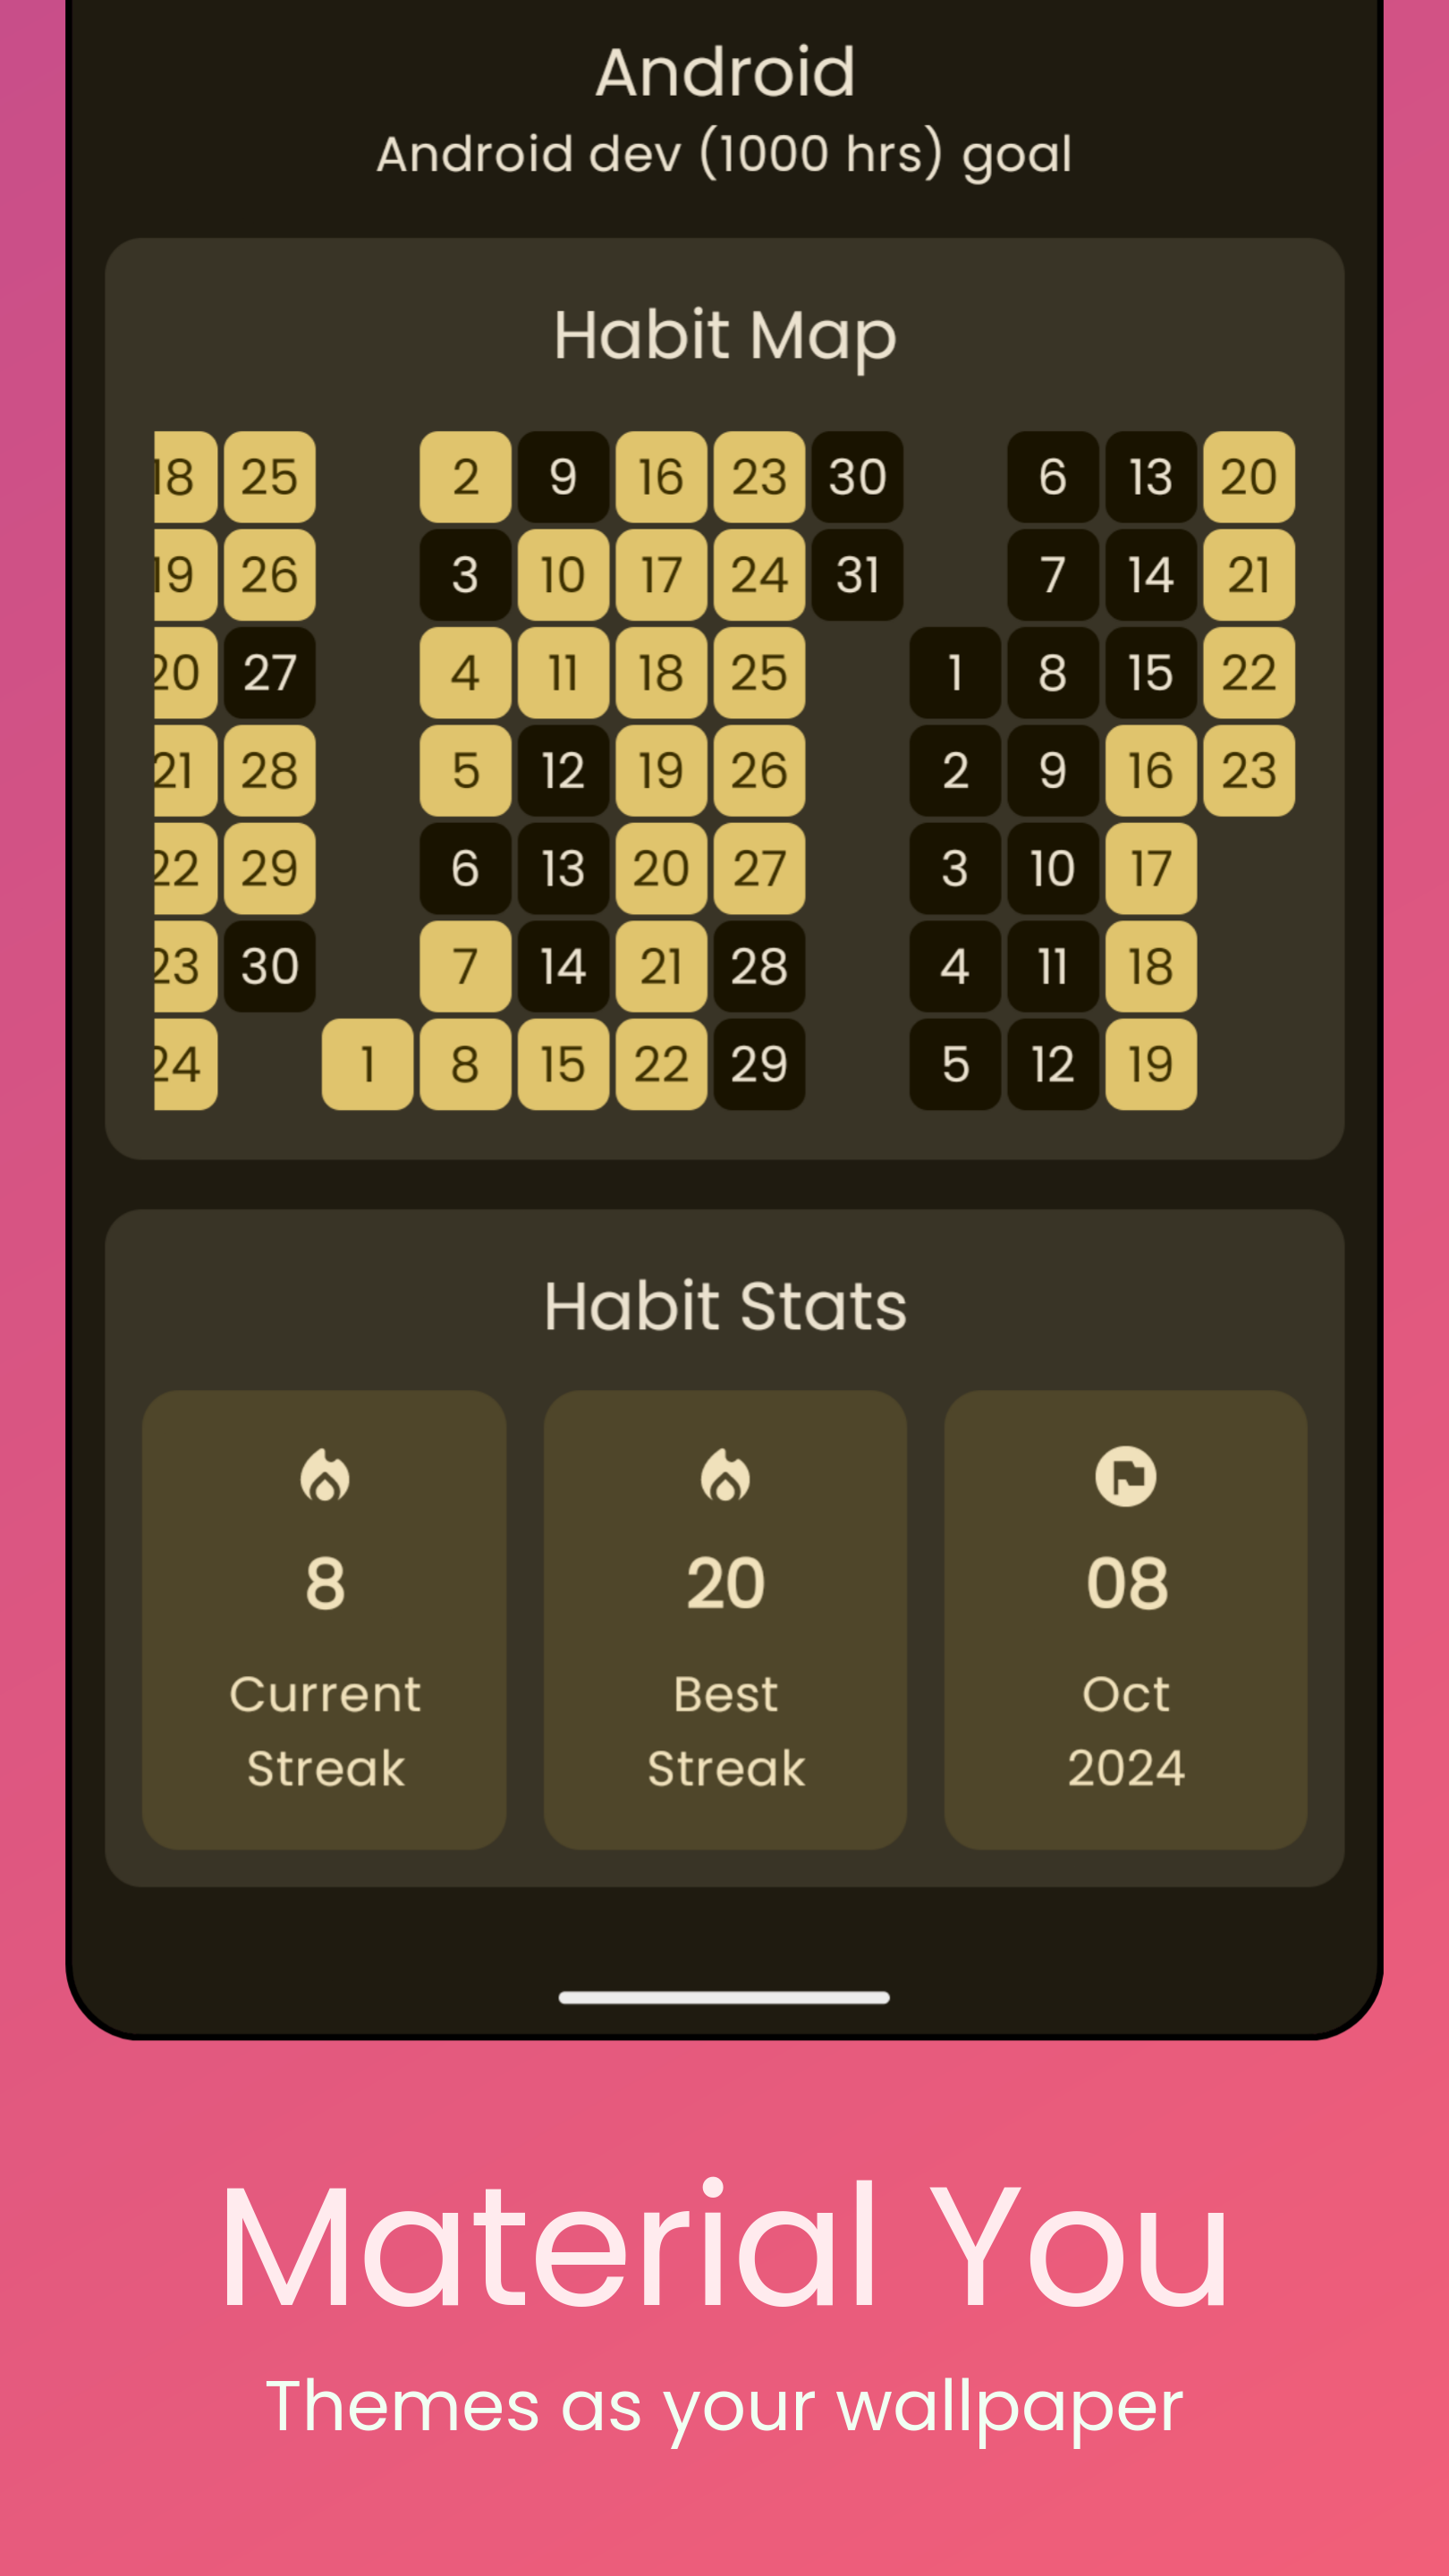 Android
Android dev (1000 hrs) goal
Habit Map
18 25 2 9 16 23 30 6 13 20
19 26 3 10 17 24 31 7 14 21
20 27 4 11 18 25 1 8 15 22
21 28 5 12 19 26 2 9 16 23
22 29 6 13 20 27 3 10 17
23 30 7 14 21 28 4 11 18
24 1 8 15 22 29 5 12 19
Habit Stats
8 20 08
Current Best Oct
Streak Streak 2024
Material You
Themes as your wallpaper